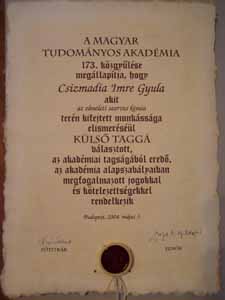 A MAGYAR
TUDOMÁNYOS AKADÉMIA
173. közgyűlése
megállapítja, hogy
Csizmadia Imre Gyula
akit
az elméleti szerves kémia
terén kifejtett munkássága
elismeréséül
KÜLSŐ TAGGÁ
választott,
az akadémiai tagságából eredő,
az akadémia alapszabályaiban
megfogalmazott jogokkal
és kötelezettségekkel
rendelkezik
Budapest, 2004. május 3.
FŐTITKÁR
ELNÖK